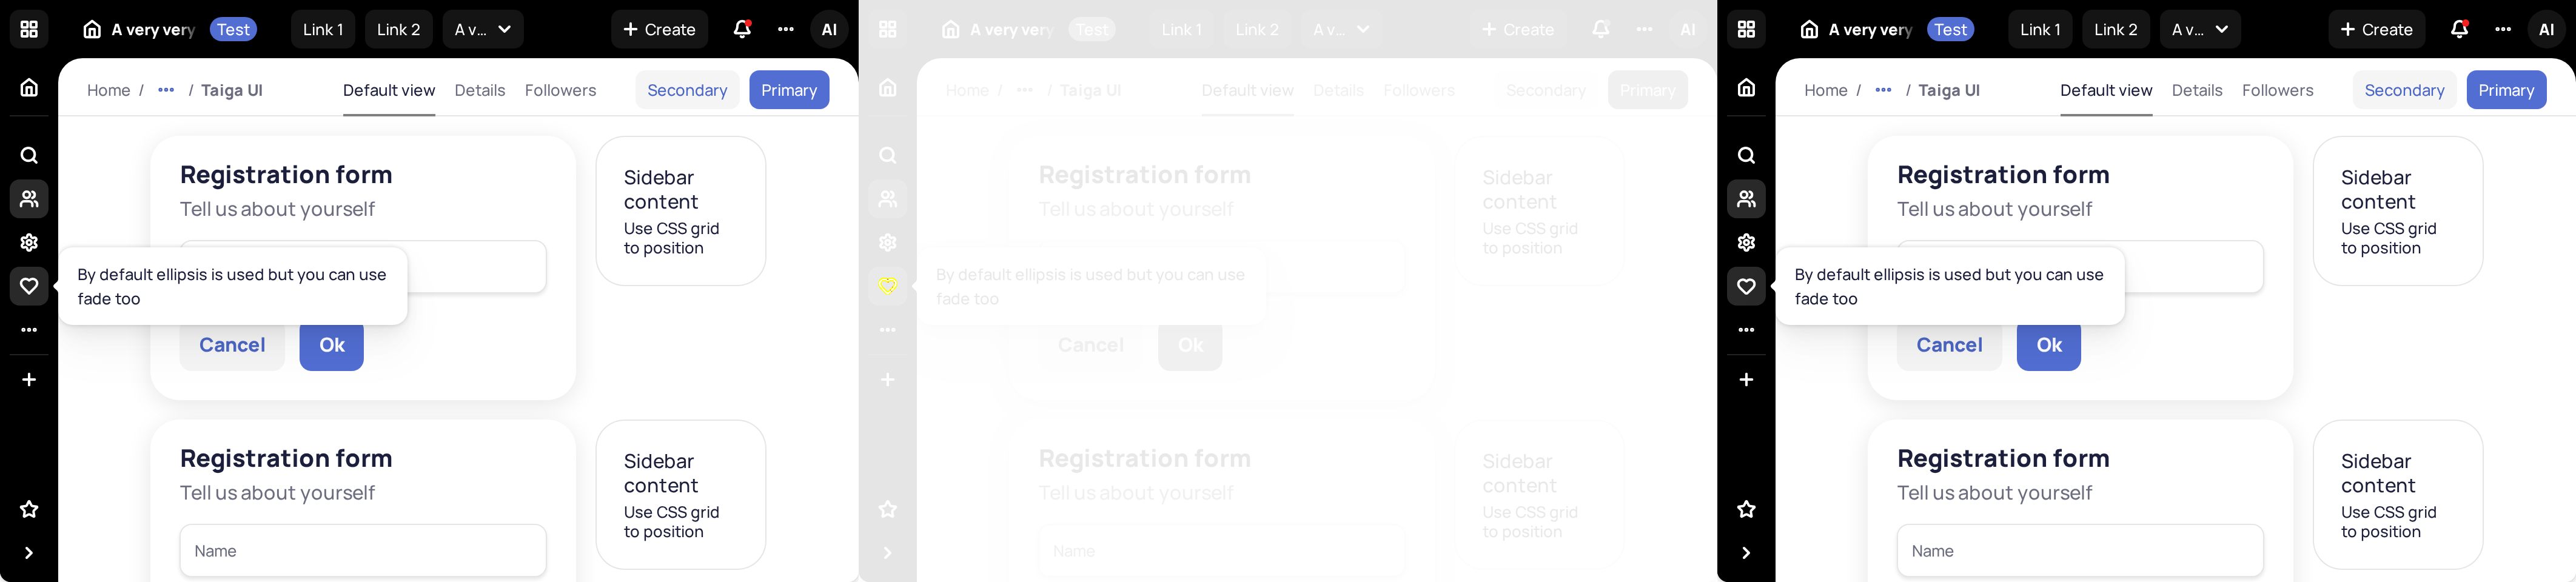 A very very Test Link 1 Link 2 A v... Create AI
Home / ... / Taiga UI Default view Details Followers Secondary Primary
Registration form
Tell us about yourself
By default ellipsis is used but you can use
fade too
Cancel Ok
Sidebar
content
Use CSS grid
to position
Registration form
Tell us about yourself
Name
Sidebar
content
Use CSS grid
to position
A very very Test Link 1 Link 2 A v... Create AI
Home / ... / Taiga UI Default view Details Followers Secondary Primary
Registration form
Tell us about yourself
By default ellipsis is used but you can use
fade too
Cancel Ok
Sidebar
content
Use CSS grid
to position
Registration form
Tell us about yourself
Name
Sidebar
content
Use CSS grid
to position
A very very Test Link 1 Link 2 A v... Create AI
Home / ... / Taiga UI Default view Details Followers Secondary Primary
Registration form
Tell us about yourself
By default ellipsis is used but you can use
fade too
Cancel Ok
Sidebar
content
Use CSS grid
to position
Registration form
Tell us about yourself
Name
Sidebar
content
Use CSS grid
to position